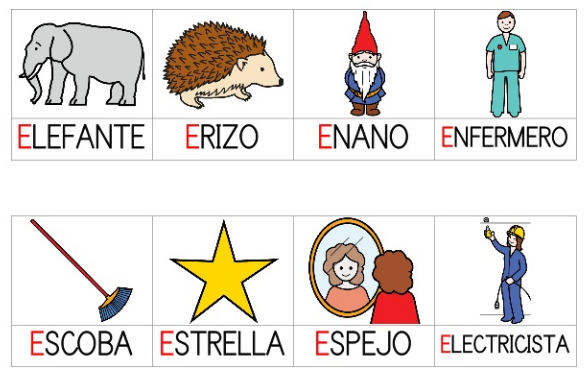 ELEFANTE ERIZO ENANO ENFERMERO
ESCOBA ESTRELLA ESPEJO ELECTRICISTA